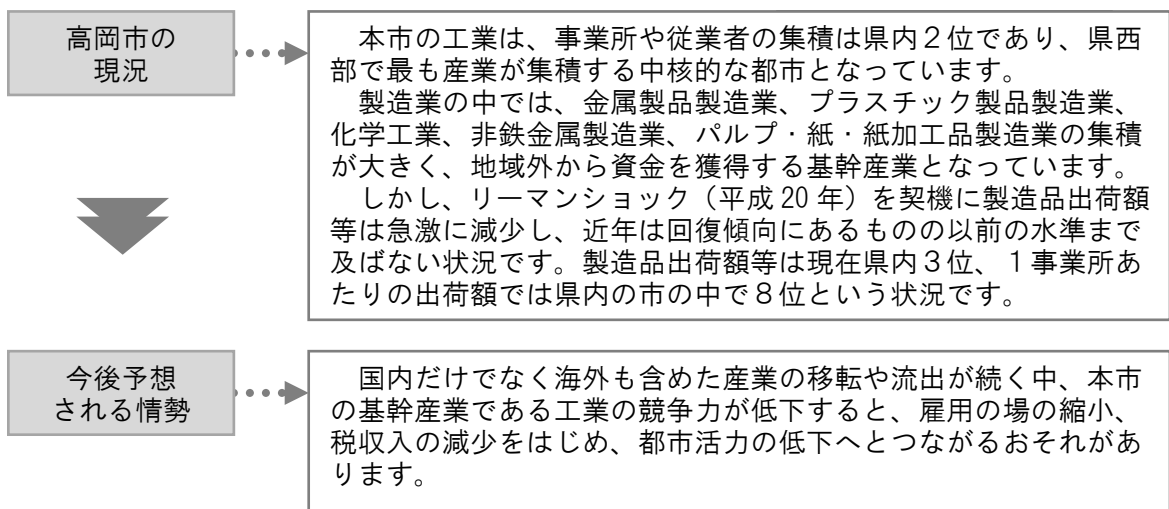 高岡市の
現況
本市の工業は、事業所や従業者の集積は県内２位であり、県西
部で最も産業が集積する中核的な都市となっています。
製造業の中では、金属製品製造業、プラスチック製品製造業、
化学工業、非鉄金属製造業、パルプ・紙・紙加工品製造業の集積
が大きく、地域外から資金を獲得する基幹産業となっています。
しかし、リーマンショック（平成 20 年）を契機に製造品出荷額
等は急激に減少し、近年は回復傾向にあるものの以前の水準まで
及ばない状況です。製造品出荷額等は現在県内３位、１事業所あ
たりの出荷額では県内の市の中で８位という状況です。
今後予想
される情勢
国内だけでなく海外も含めた産業の移転や流出が続く中、本市
の基幹産業である工業の競争力が低下すると、雇用の場の縮小、
税収入の減少をはじめ、都市活力の低下へとつながるおそれがあ
ります。